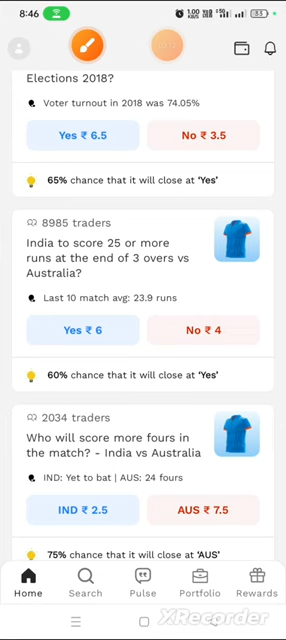 8:46
1.00
KB/S
03:12
Elections 2018?
Voter turnout in 2018 was 74.05%
Yes ₹ 6.5
No ₹ 3.5
65% chance that it will close at ‘Yes’
8985 traders
India to score 25 or more
runs at the end of 3 overs vs
Australia?
Last 10 match avg: 23.9 runs
Yes ₹ 6
No ₹ 4
60% chance that it will close at ‘Yes’
2034 traders
Who will score more fours in
the match? - India vs Australia
IND: Yet to bat | AUS: 24 fours
IND ₹ 2.5
AUS ₹ 7.5
75% chance that it will close at ‘AUS’
Home
Search
Pulse
Portfolio
Rewards
XRecorder